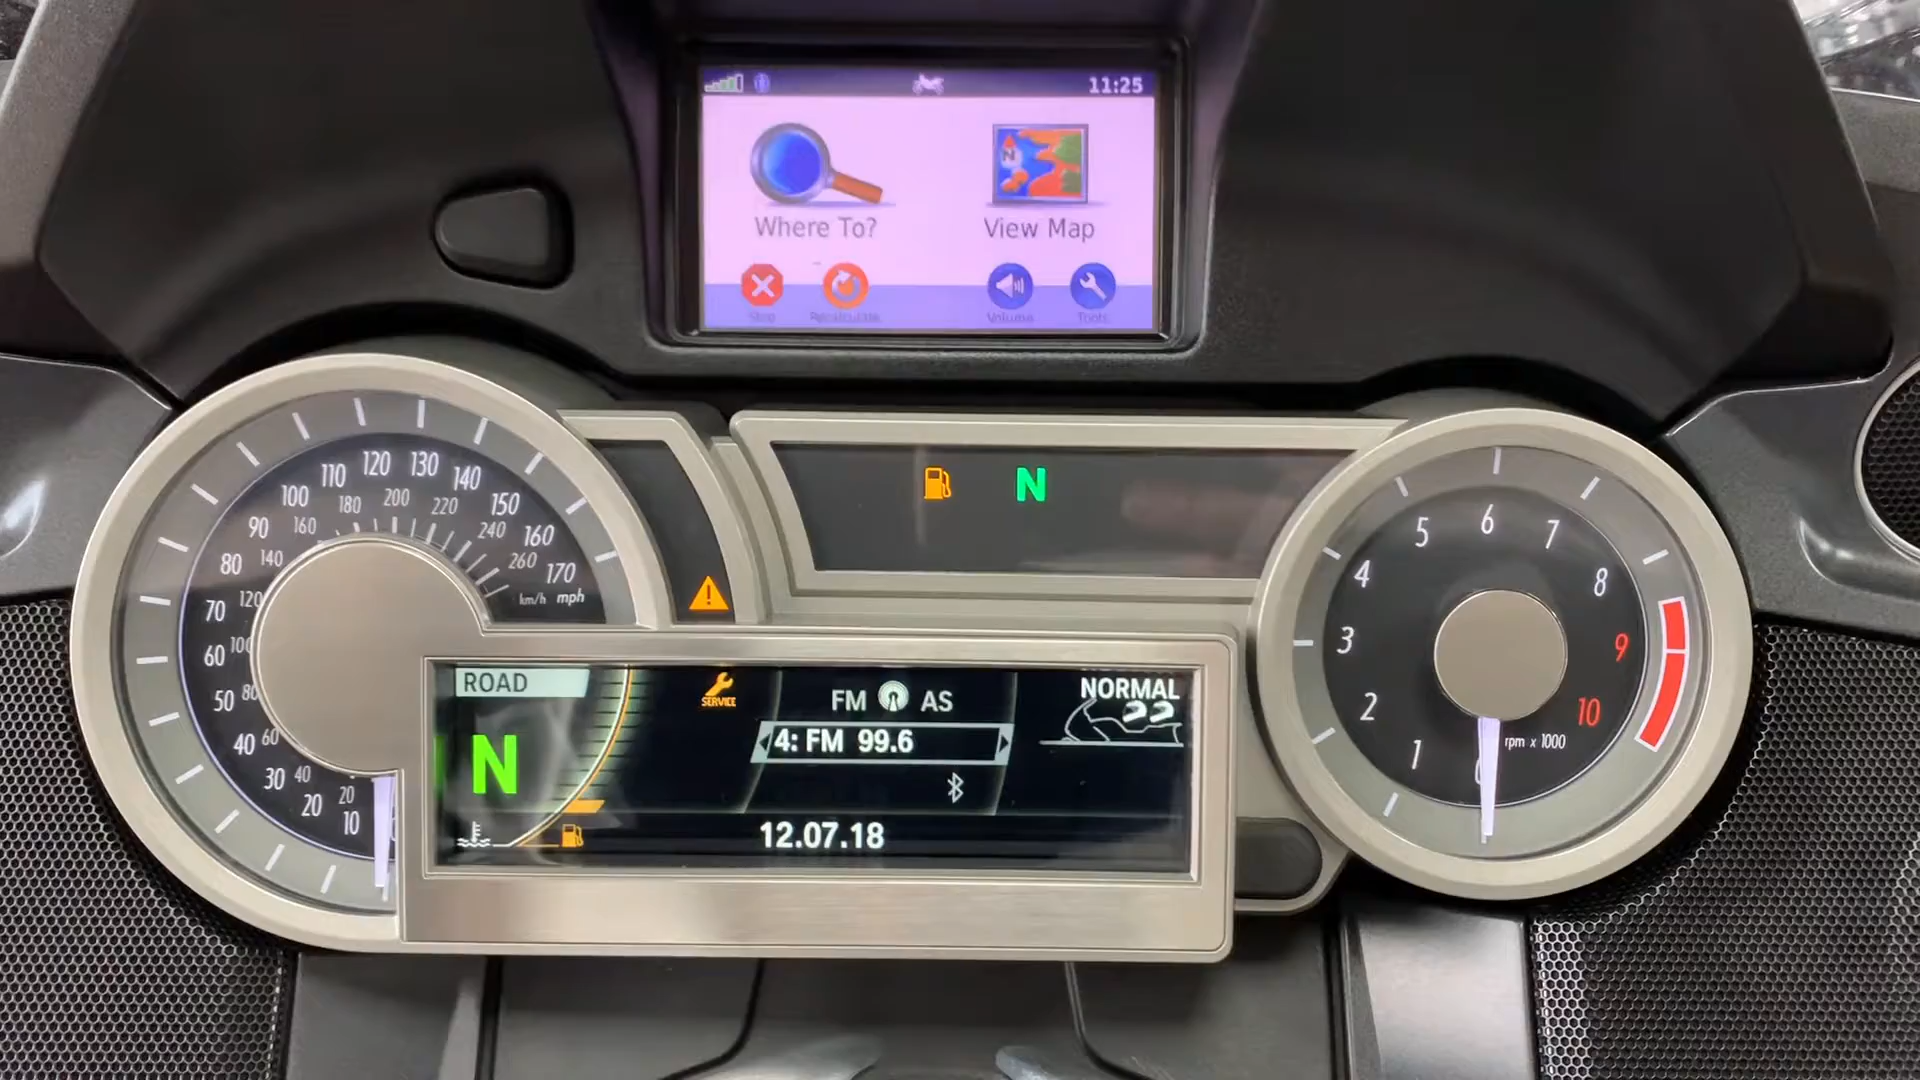 11:25
N
Where To?
View Map
Stop
Recalculate
Volume
Tools
10
20
30
40
50
60
70
80
90
100
110
120
130
140
150
160
170
20
40
60
80
100
120
140
160
180
200
220
240
260
km/h mph
N
ROAD
N
SERVICE
FM AS
4: FM 99.6
12.07.18
NORMAL
0
1
2
3
4
5
6
7
8
9
10
rpm x 1000